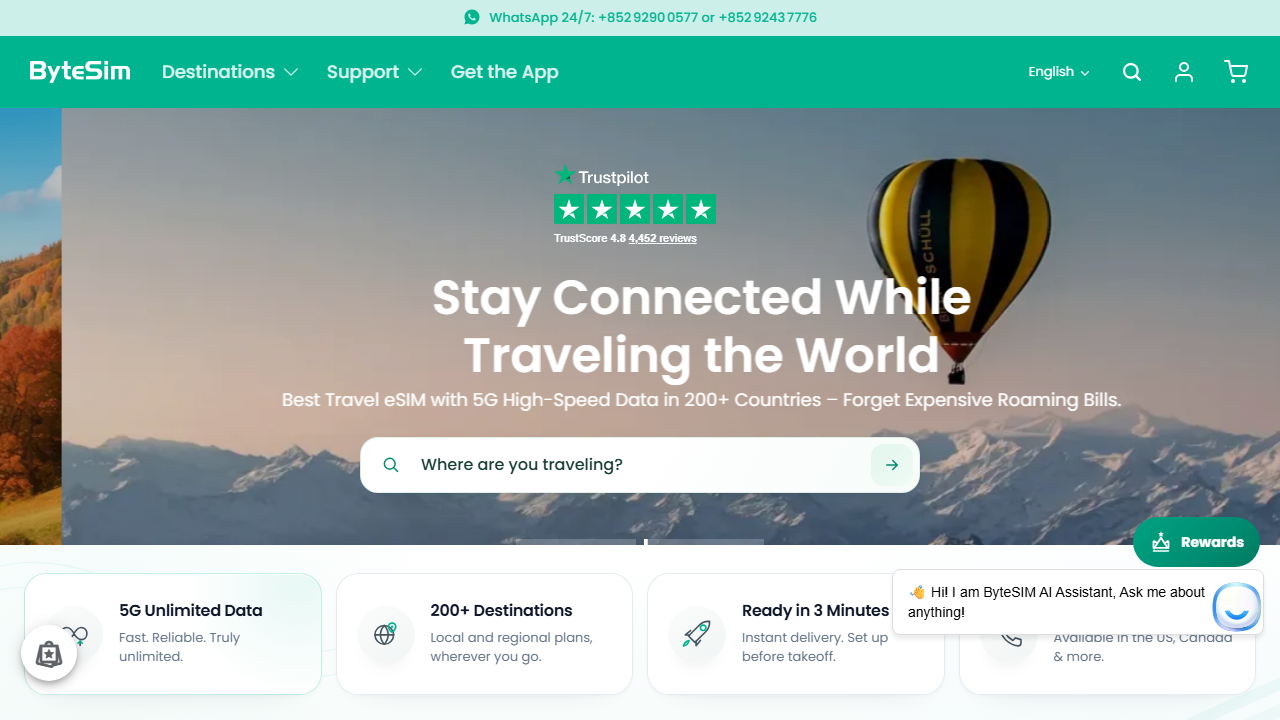 WhatsApp 24/7: +852 9290 0577 or +852 9243 7776
ByteSim
Destinations
Support
Get the App
English
Trustpilot
TrustScore 4.8 4,452 reviews
SCHÜLL
Stay Connected While
Traveling the World
Best Travel eSIM with 5G High-Speed Data in 200+ Countries – Forget Expensive Roaming Bills.
Where are you traveling?
Rewards
👋 Hi! I am ByteSIM AI Assistant, Ask me about
anything!
5G Unlimited Data
Fast. Reliable. Truly
unlimited.
200+ Destinations
Local and regional plans,
wherever you go.
Ready in 3 Minutes
Instant delivery. Set up
before takeoff.
Available in the US, Canada
& more.